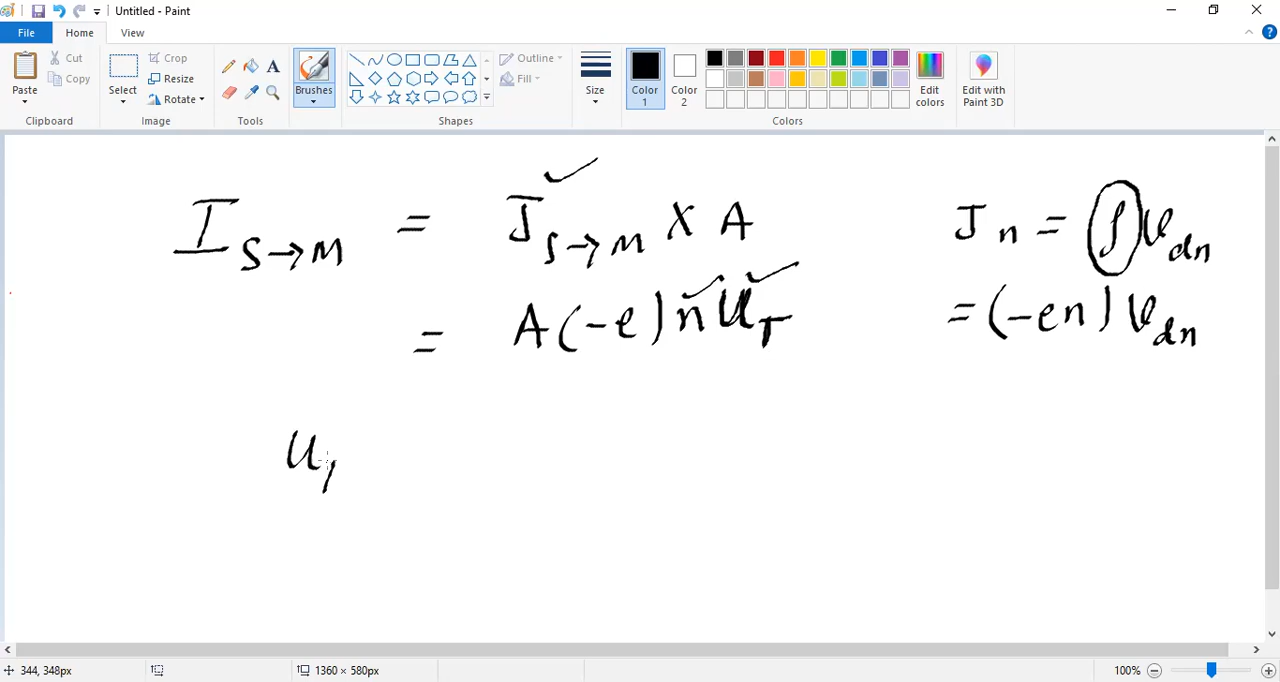 Untitled - Paint
File Home View
Paste Cut Copy Clipboard
Select Crop Resize Rotate Image
Tools
Brushes
Outline Fill Shapes
Size
Color 1 Color 2 Edit colors Colors
Edit with Paint 3D
I S→M = J S→M X A
= A(-e) n U T
J n = ρ v dn
= (-en) v dn
U
344, 348px 1360 × 580px 100%